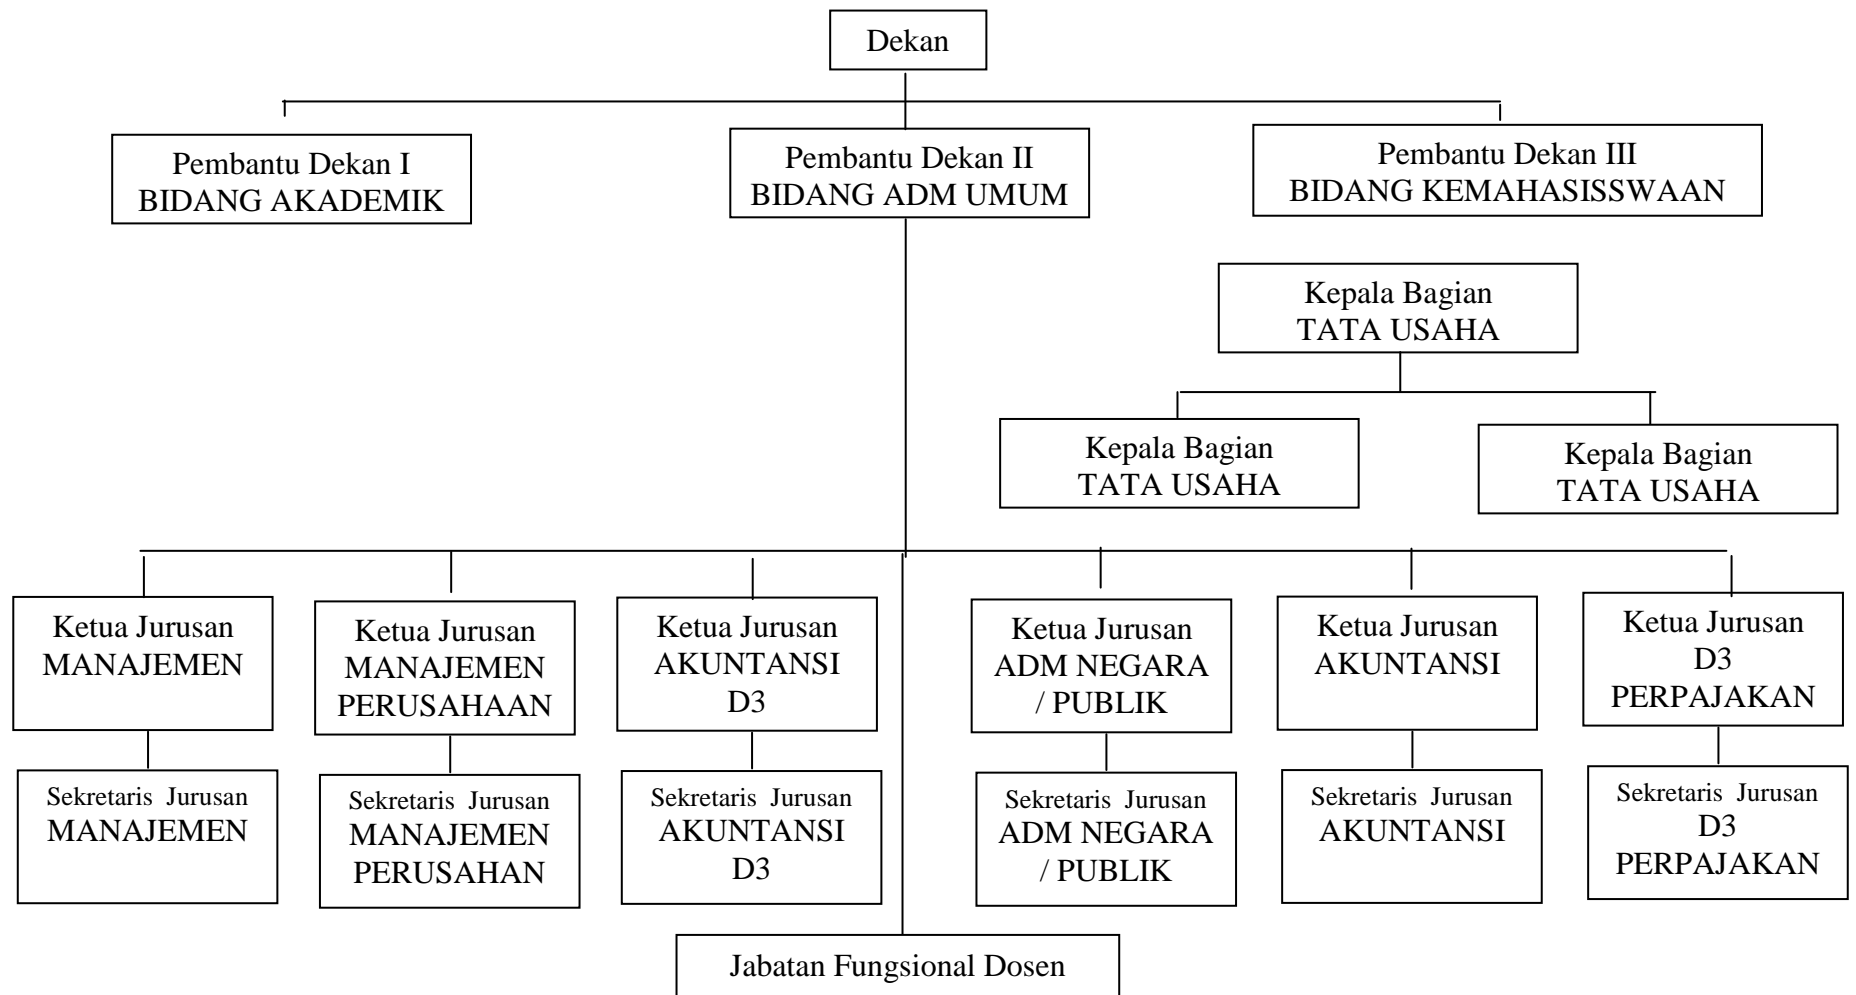 Dekan
Pembantu Dekan I
BIDANG AKADEMIK
Pembantu Dekan II
BIDANG ADM UMUM
Pembantu Dekan III
BIDANG KEMAHASISSWAAN
Kepala Bagian
TATA USAHA
Kepala Bagian
TATA USAHA
Kepala Bagian
TATA USAHA
Ketua Jurusan
MANAJEMEN
Ketua Jurusan
MANAJEMEN
PERUSAHAAN
Ketua Jurusan
AKUNTANSI
D3
Ketua Jurusan
ADM NEGARA
/ PUBLIK
Ketua Jurusan
AKUNTANSI
Ketua Jurusan
D3
PERPAJAKAN
Sekretaris Jurusan
MANAJEMEN
Sekretaris Jurusan
MANAJEMEN
PERUSAHAN
Sekretaris Jurusan
AKUNTANSI
D3
Sekretaris Jurusan
ADM NEGARA
/ PUBLIK
Sekretaris Jurusan
AKUNTANSI
Sekretaris Jurusan
D3
PERPAJAKAN
Jabatan Fungsional Dosen